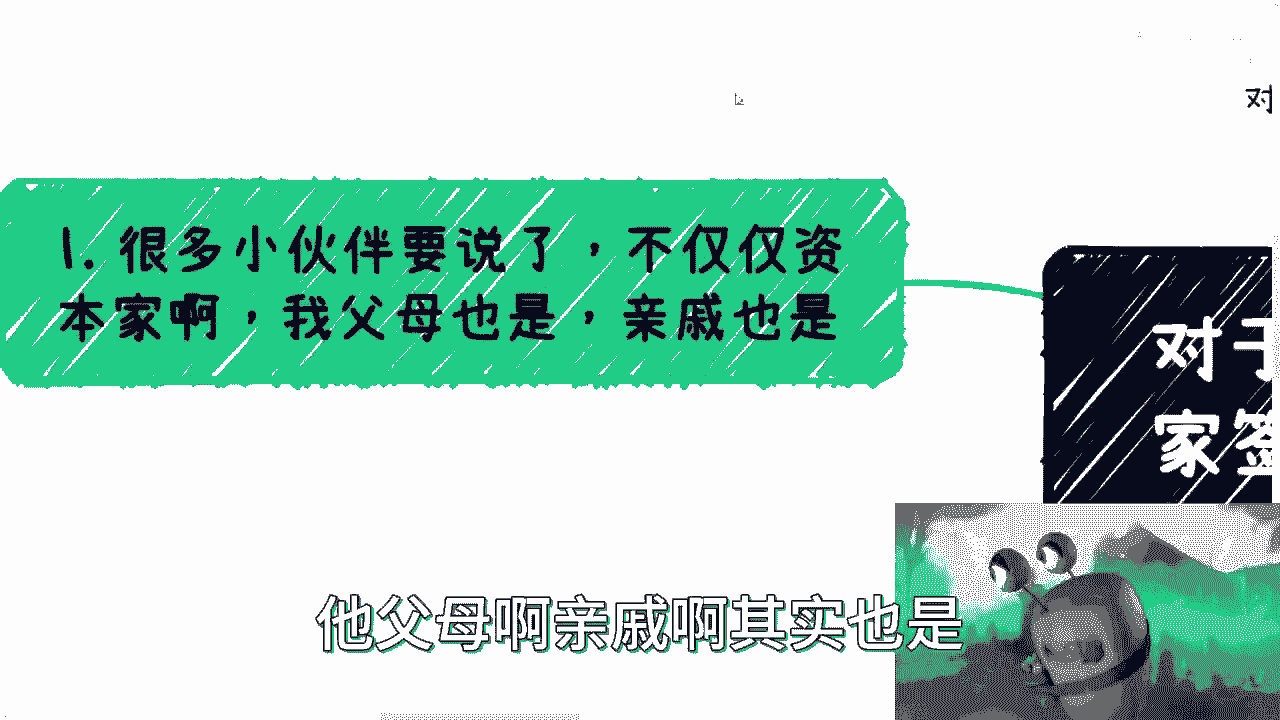 对
1. 很多小伙伴要说了，不仅仅资
本家啊，我父母也是，亲戚也是
对于
家签
他父母啊亲戚啊其实也是